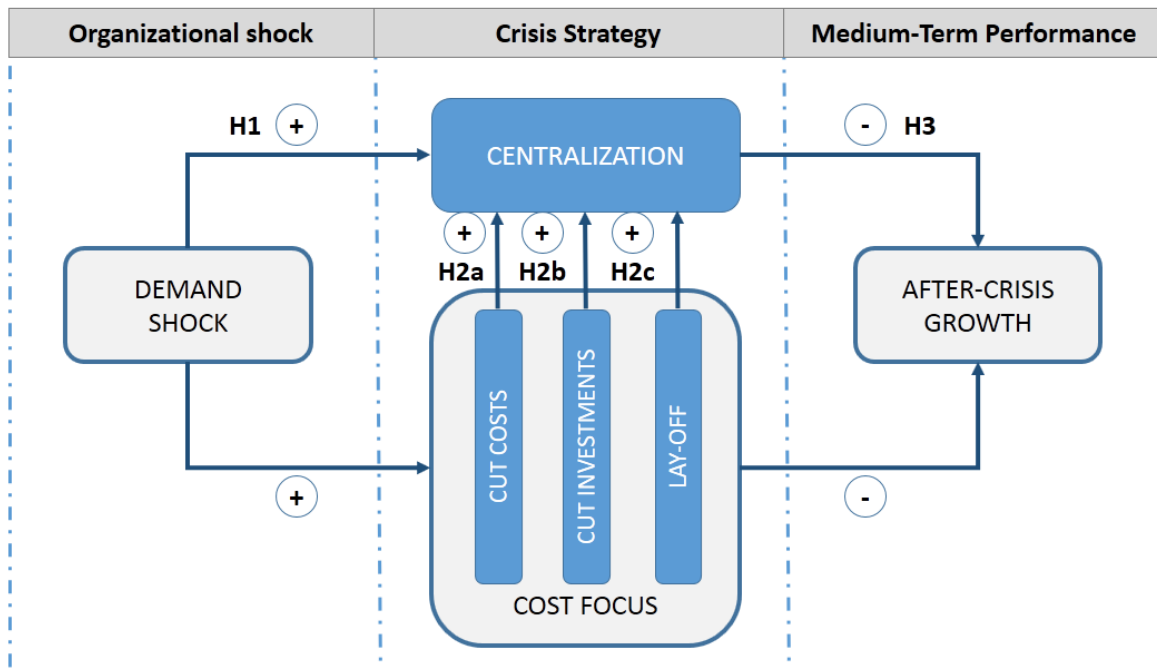 Organizational shock
Crisis Strategy
Medium-Term Performance
H1
+
CENTRALIZATION
-
H3
+
+
+
H2a
H2b
H2c
DEMAND
SHOCK
AFTER-CRISIS
GROWTH
CUT COSTS
CUT INVESTMENTS
LAY-OFF
+
-
COST FOCUS